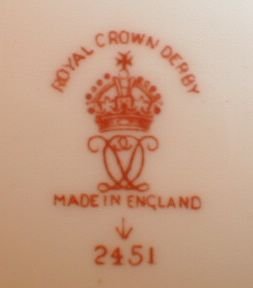 ROYAL CROWN DERBY
MADE IN ENGLAND
2451